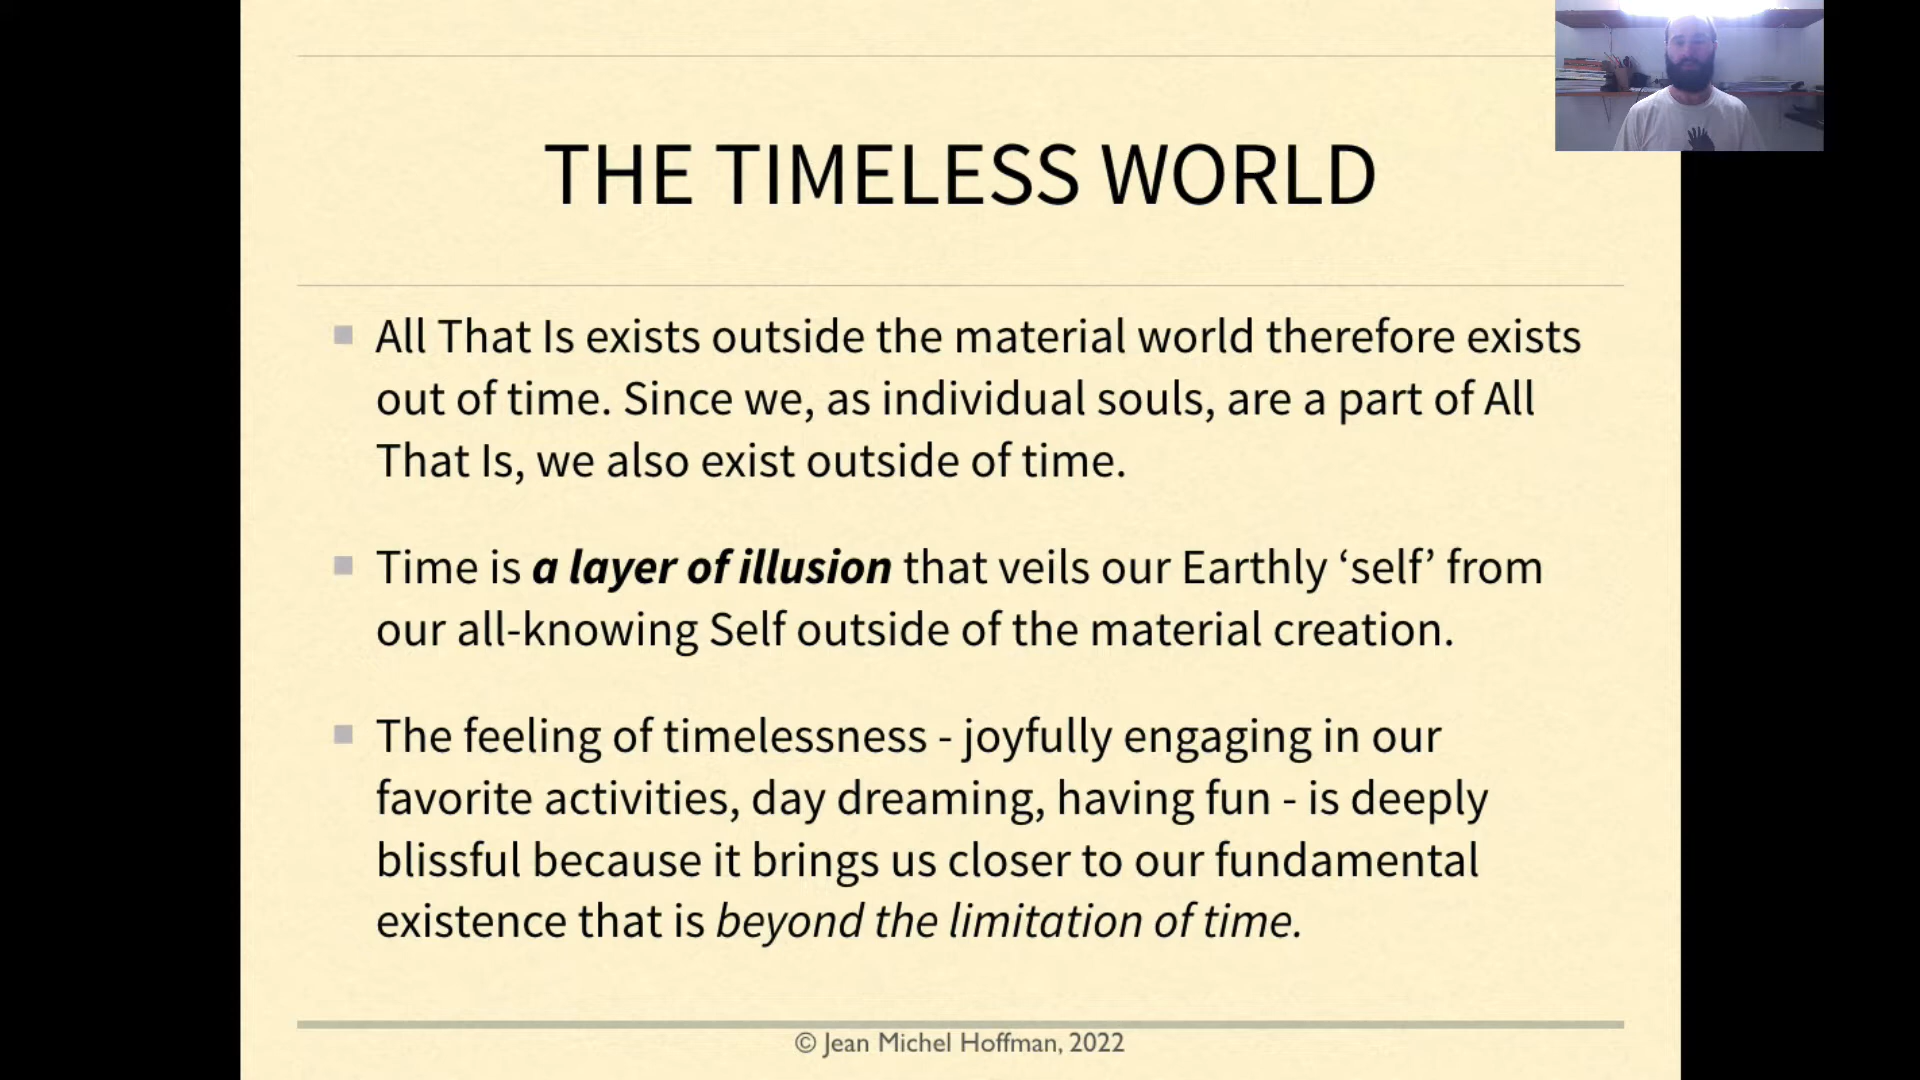 THE TIMELESS WORLD
All That Is exists outside the material world therefore exists
out of time. Since we, as individual souls, are a part of All
That Is, we also exist outside of time.
Time is a layer of illusion that veils our Earthly ‘self’ from
our all-knowing Self outside of the material creation.
The feeling of timelessness - joyfully engaging in our
favorite activities, day dreaming, having fun - is deeply
blissful because it brings us closer to our fundamental
existence that is beyond the limitation of time.
© Jean Michel Hoffman, 2022